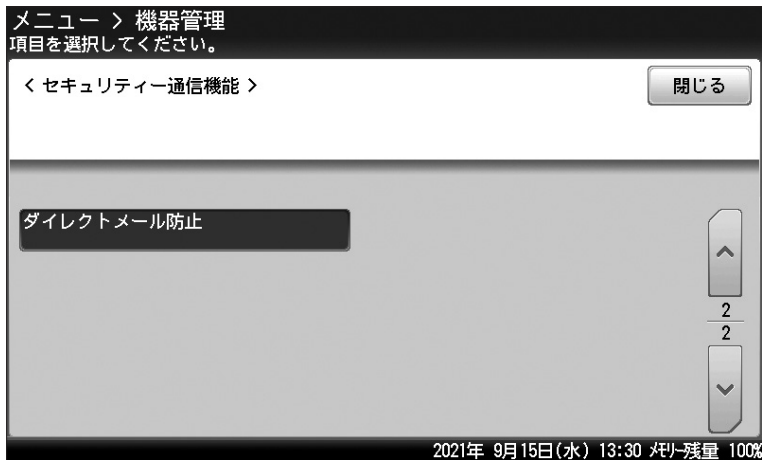 メニュー > 機器管理
項目を選択してください。
< セキュリティー通信機能 >
閉じる
ダイレクトメール防止
2
2
2021年 9月15日(水) 13:30 ﾒﾓﾘｰ残量 100%